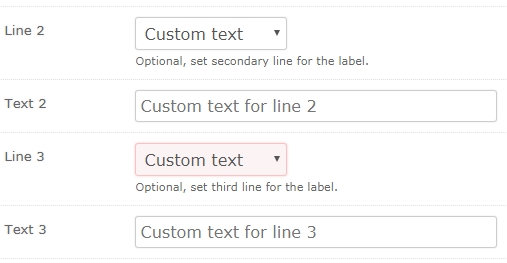 Line 2 Custom text
Optional, set secondary line for the label.
Text 2 Custom text for line 2
Line 3 Custom text
Optional, set third line for the label.
Text 3 Custom text for line 3